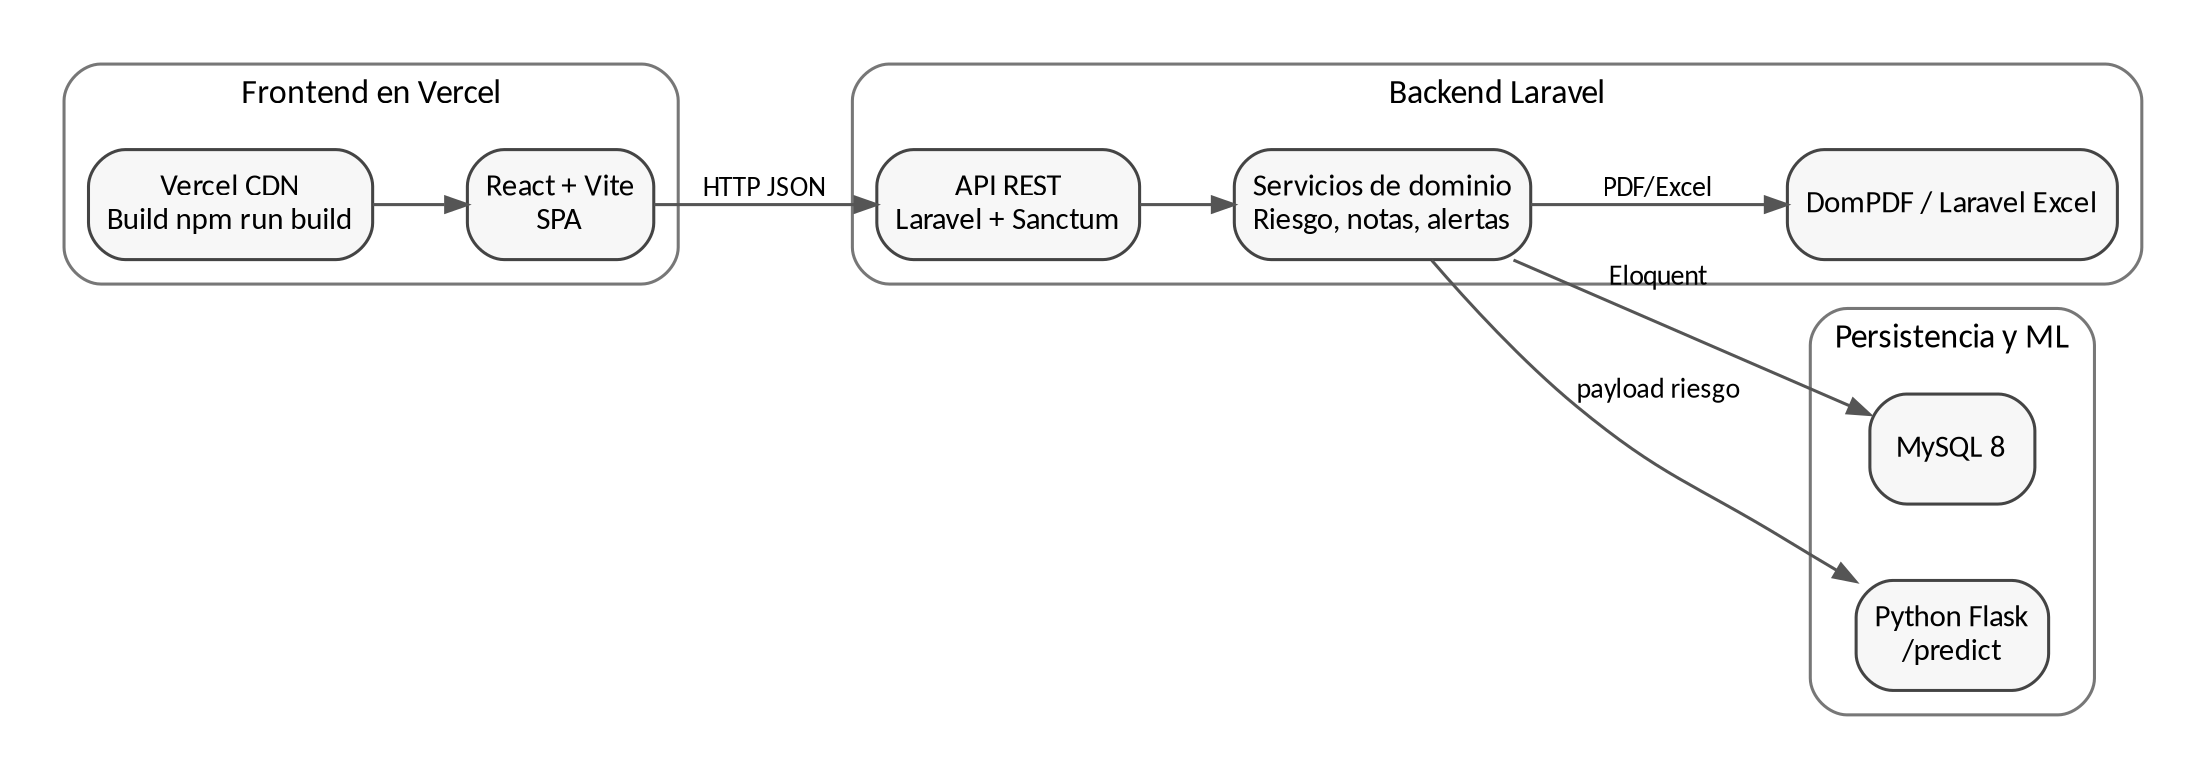 Frontend en Vercel
Backend Laravel
Vercel CDN
Build npm run build
React + Vite
SPA
HTTP JSON
API REST
Laravel + Sanctum
Servicios de dominio
Riesgo, notas, alertas
PDF/Excel
DomPDF / Laravel Excel
Eloquent
Persistencia y ML
payload riesgo
MySQL 8
Python Flask
/predict